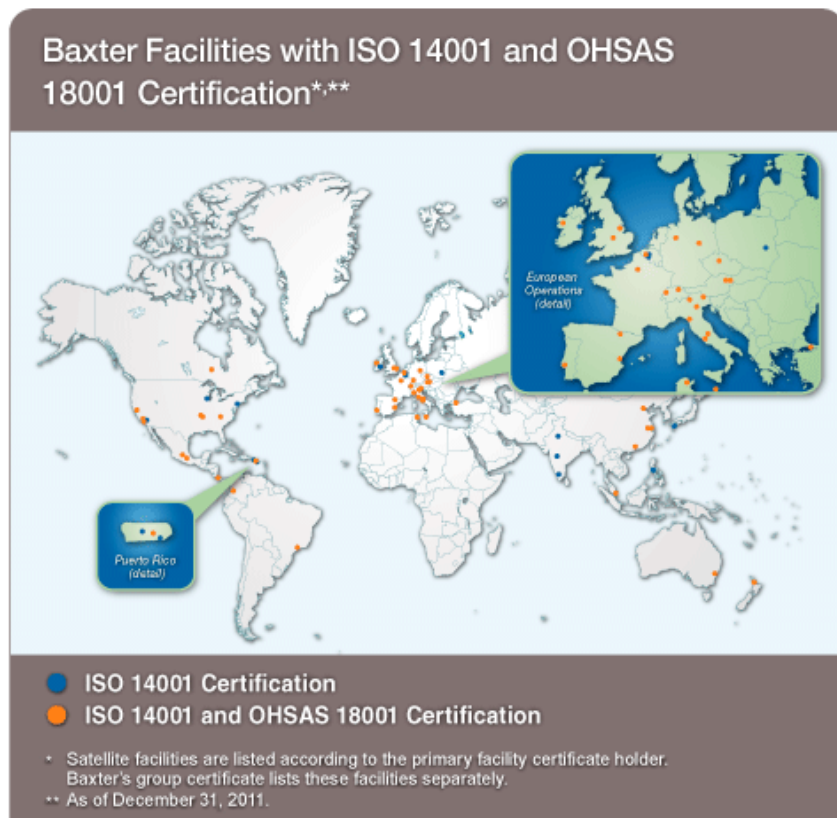 Baxter Facilities with ISO 14001 and OHSAS
18001 Certification*,**
European
Operations
(detail)
Puerto Rico
(detail)
ISO 14001 Certification
ISO 14001 and OHSAS 18001 Certification
* Satellite facilities are listed according to the primary facility certificate holder.
Baxter's group certificate lists these facilities separately.
** As of December 31, 2011.